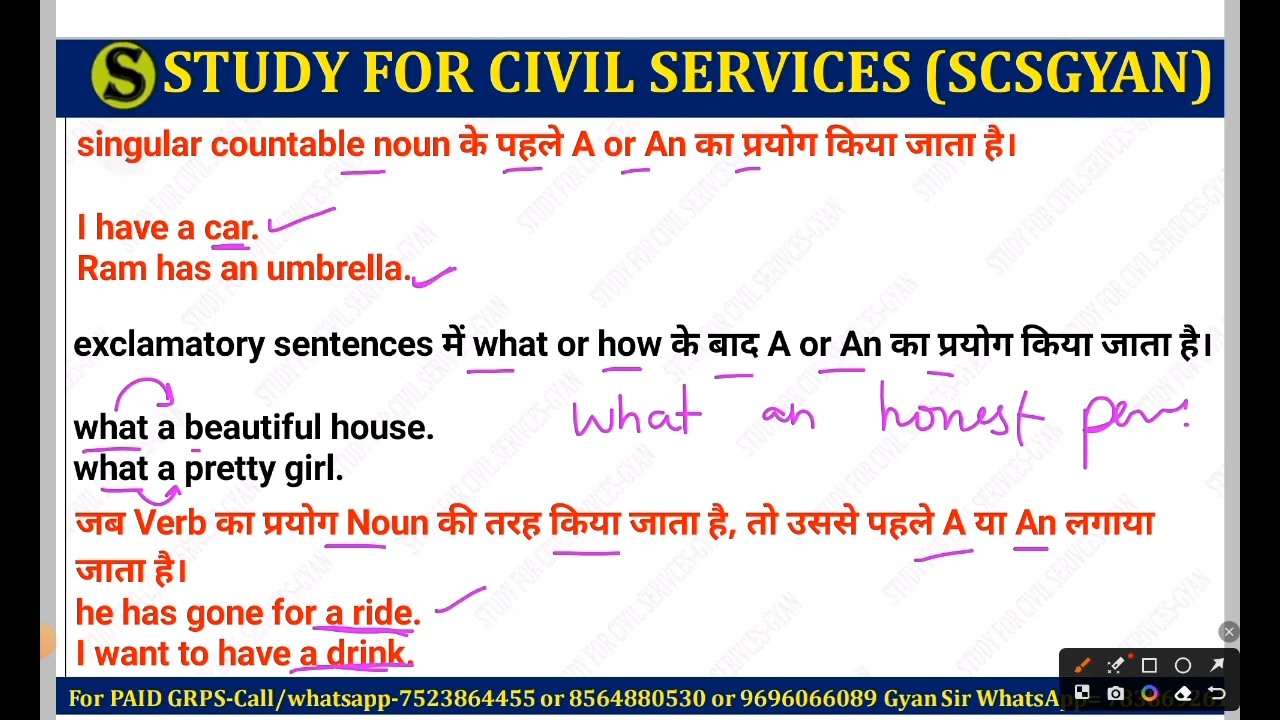 STUDY FOR CIVIL SERVICES (SCSGYAN)
singular countable noun के पहले A or An का प्रयोग किया जाता है।
I have a car.
Ram has an umbrella.
exclamatory sentences में what or how के बाद A or An का प्रयोग किया जाता है।
what a beautiful house.
what an honest
what a pretty girl.
जब Verb का प्रयोग Noun की तरह किया जाता है, तो उससे पहले A या An लगाया
जाता है।
he has gone for a ride.
I want to have a drink.
For PAID GRPS-Call/whatsapp-7523864455 or 8564880530 or 9696066089 Gyan Sir WhatsApp=